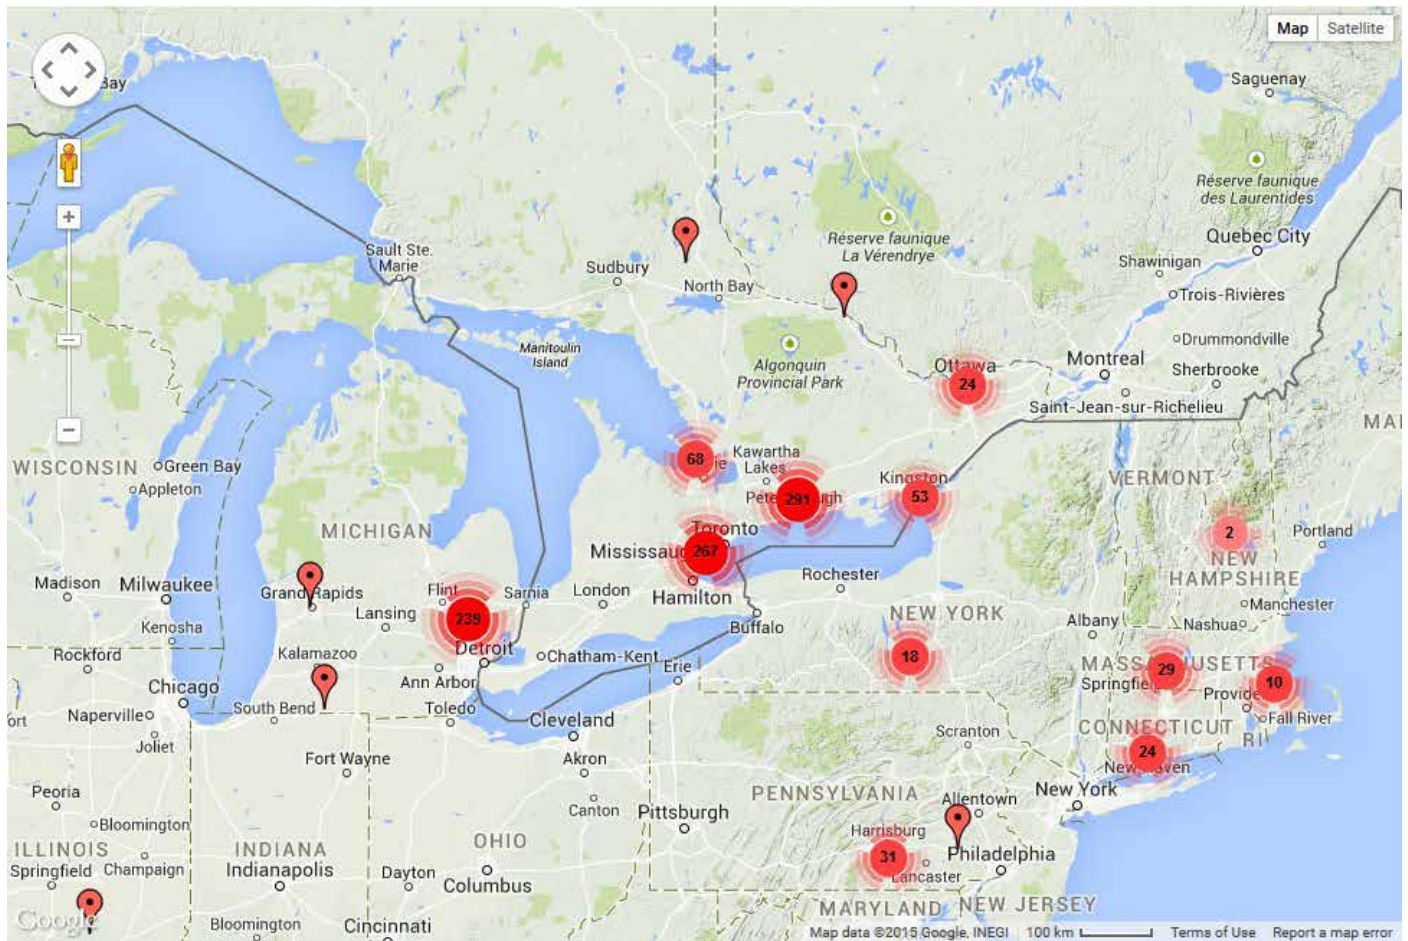 Map Satellite
Bay
Saguenay
Réserve faunique
des Laurentides
Quebec City
Réserve faunique
La Vérendrye
Sault Ste.
Marie
Sudbury
North Bay
Shawinigan
Trois-Rivières
Drummondville
Manitoulin
Island
Algonquin
Provincial Park
Ottawa
24
Montreal
Sherbrooke
Saint-Jean-sur-Richelieu
MA
WISCONSIN
Green Bay
Appleton
68
Kawartha
Lakes
291
Kingston
53
VERMONT
MICHIGAN
Toronto
267
2
Portland
NEW
HAMPSHIRE
Madison
Milwaukee
Grand Rapids
Flint
Sarnia
London
Hamilton
Rochester
Manchester
Kenosha
Lansing
239
Buffalo
NEW YORK
Albany
Nashua
Rockford
Kalamazoo
Detroit
Chatham-Kent
Erie
18
MASSACHUSETTS
29
Springfield
10
Chicago
Ann Arbor
Naperville
South Bend
Toledo
Cleveland
Fall River
CONNECTICUT
RI
Joliet
Fort Wayne
Akron
Scranton
24
New Haven
Peoria
Canton
Pittsburgh
PENNSYLVANIA
Allentown
New York
Bloomington
ILLINOIS
Champaign
INDIANA
OHIO
Harrisburg
31
Philadelphia
Springfield
Indianapolis
Dayton
Columbus
Lancaster
MARYLAND
NEW JERSEY
Google
Bloomington
Cincinnati
Map data ©2015 Google, INEGI 100 km Terms of Use Report a map error